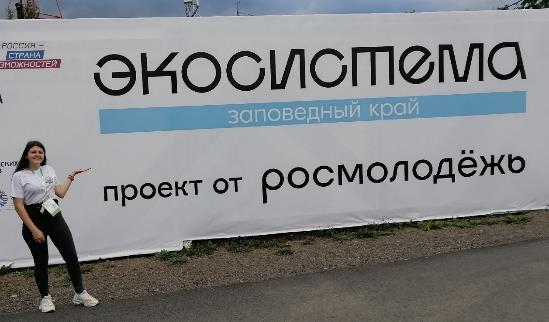 РОССИЯ –
СТРАНА
ВОЗМОЖНОСТЕЙ
экосистема
заповедный край
проект от росмолодёжь